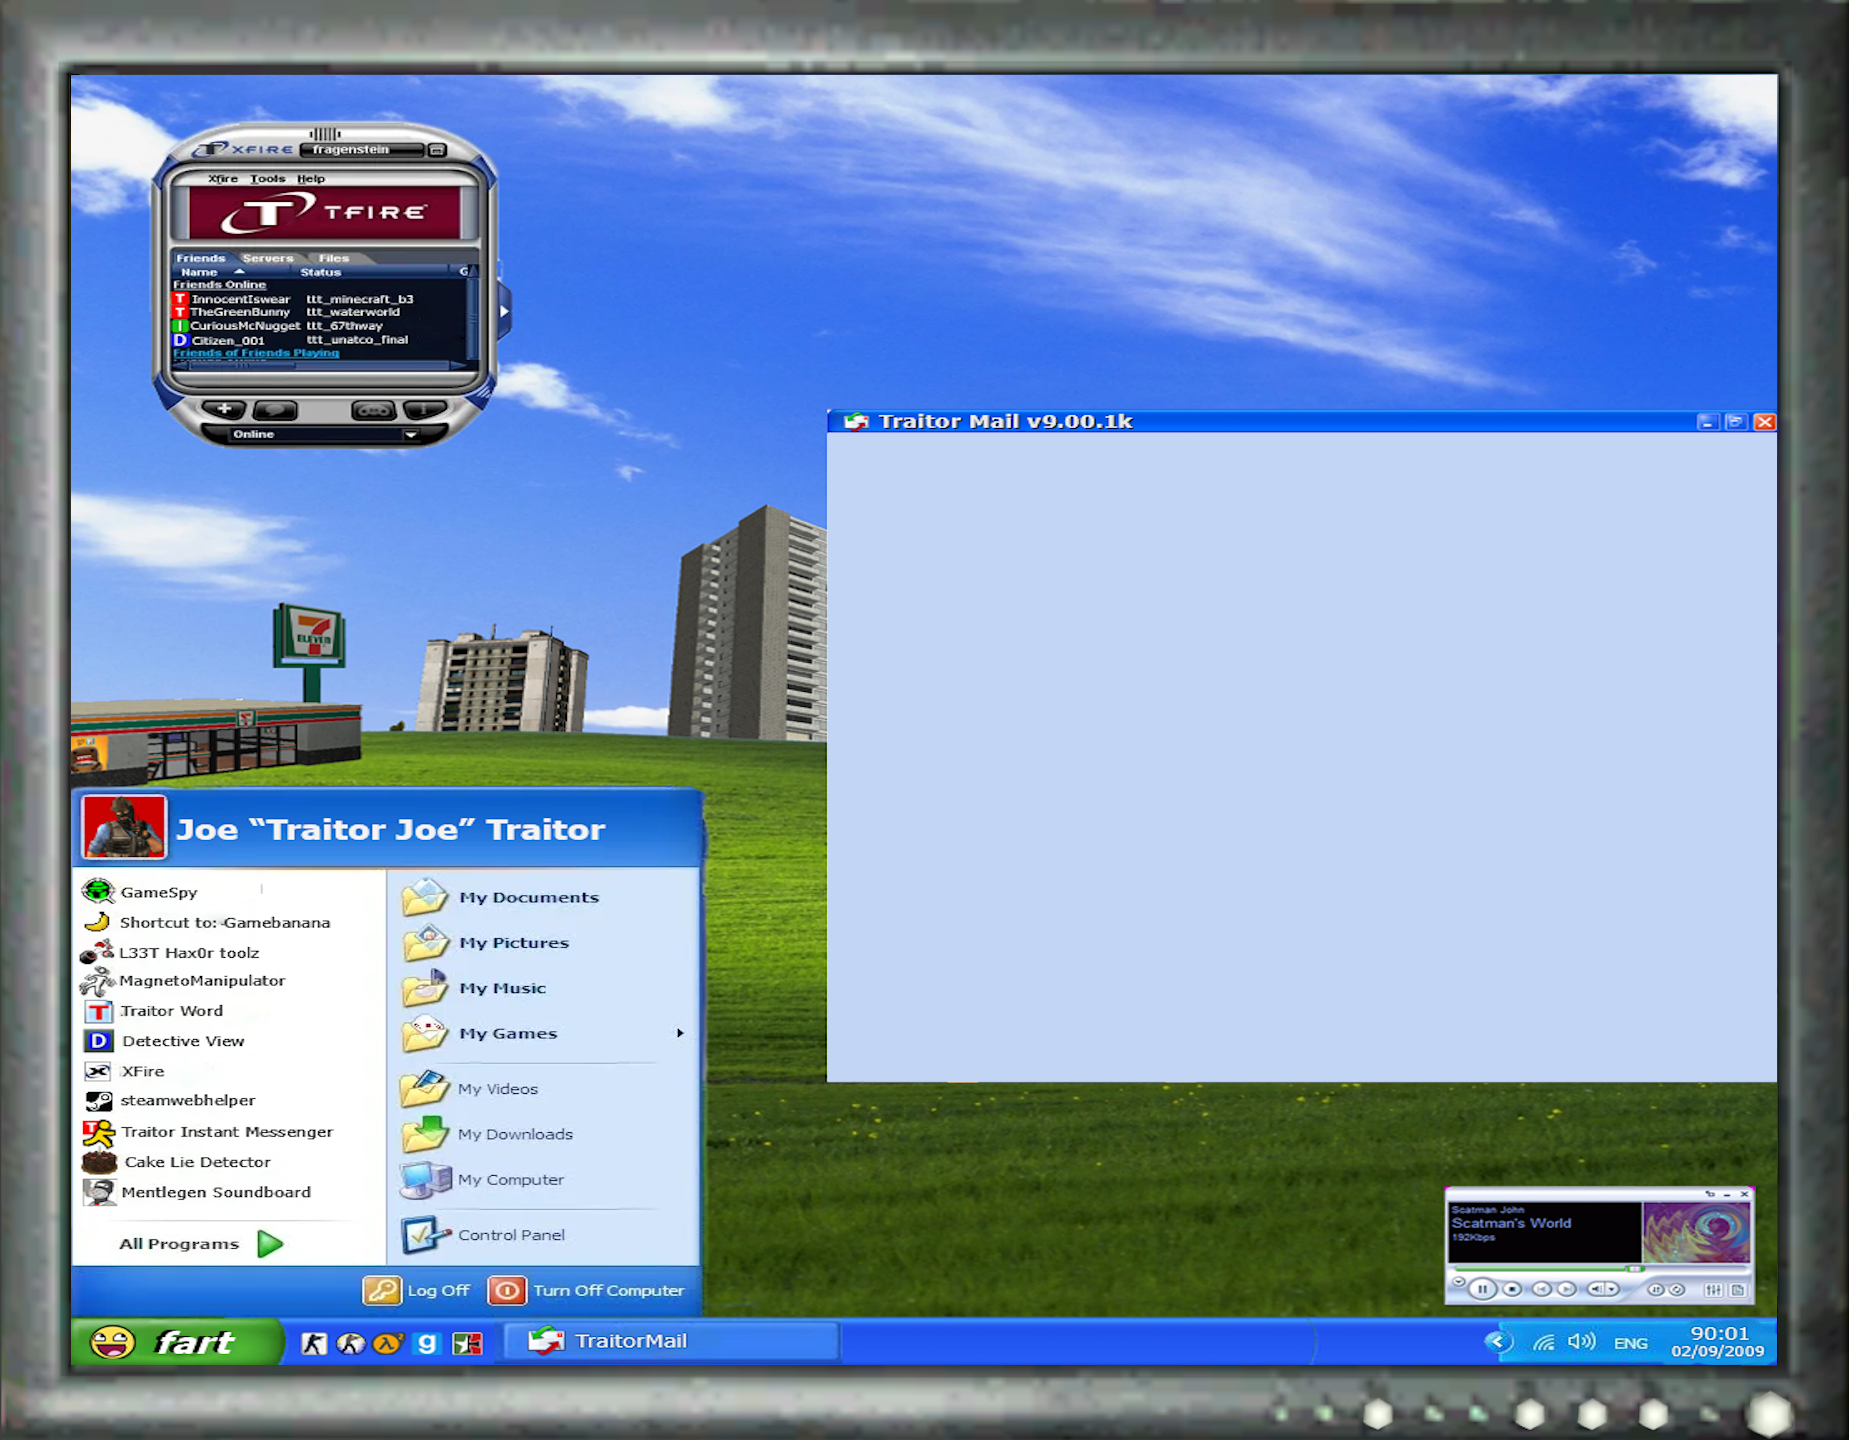 XFIRE fragenstein
Xfire Tools Help
TFIRE
Friends Servers Files
Name Status G
Friends Online
T InnocentIswear ttt_minecraft_b3
T TheGreenBunny ttt_waterworld
I CuriousMcNugget ttt_67thway
D Citizen_001 ttt_unatco_final
Friends of Friends Playing
Online
Traitor Mail v9.00.1k
7 ELEVEN
Joe “Traitor Joe” Traitor
GameSpy
Shortcut to: Gamebanana
L33T Hax0r toolz
MagnetoManipulator
T Traitor Word
D Detective View
XFire
steamwebhelper
T Traitor Instant Messenger
Cake Lie Detector
Mentlegen Soundboard
All Programs
My Documents
My Pictures
My Music
My Games
My Videos
My Downloads
My Computer
Control Panel
Log Off Turn Off Computer
Scatman John
Scatman's World
192Kbps
fart g TraitorMail ENG 90:01
02/09/2009